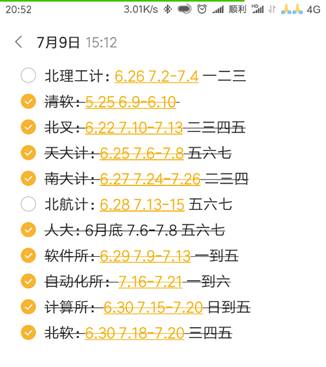 20:52 3.01K/s 顺利 HD 4G
7月9日 15:12
北理工计：6.26 7.2-7.4 一二三
清软：5.25 6.9-6.10
北叉：6.22 7.10-7.13 二三四五
天大计：6.25 7.6-7.8 五六七
南大计：6.27 7.24-7.26 二三四
北航计：6.28 7.13-15 五六七
人大：6月底 7.6-7.8 五六七
软件所：6.29 7.9-7.13 一到五
自动化所：7.16-7.21 一到六
计算所：6.30 7.15-7.20 日到五
北软：6.30 7.18-7.20 三四五